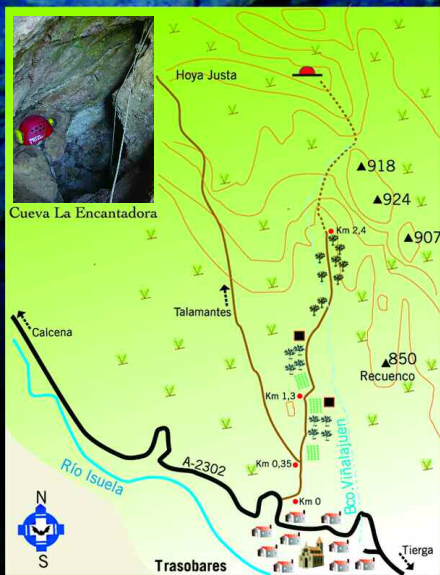 Hoya Justa
Cueva La Encantadora
918
924
907
Km 2,4
Talamantes
Calcena
850
Recuenco
Km 1,3
Bco. Viñalajuen
Río Isuela
A-2302
Km 0,35
Km 0
N
S
Trasobares
Tierga